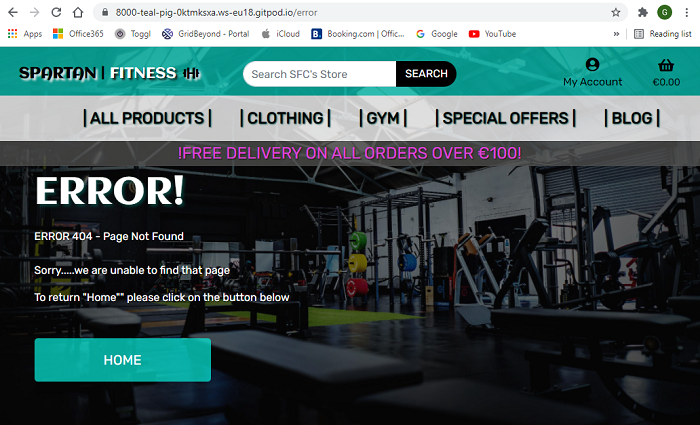 8000-teal-pig-0ktmksxa.ws-eu18.gitpod.io/error
G
Apps Office365 Toggl GridBeyond - Portal iCloud Booking.com | Offic... Google YouTube Reading list
SPARTAN | FITNESS
Search SFC's Store SEARCH
My Account €0.00
| ALL PRODUCTS | | CLOTHING | | GYM | | SPECIAL OFFERS | | BLOG |
!FREE DELIVERY ON ALL ORDERS OVER €100!
ERROR!
ERROR 404 - Page Not Found
Sorry.....we are unable to find that page
To return "Home"" please click on the button below
HOME